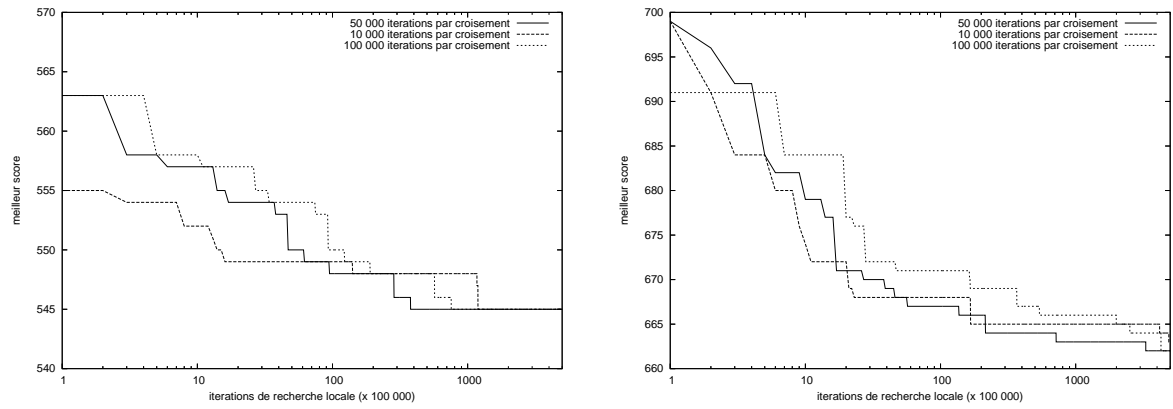 570
565
560
555
550
545
540
1
10
100
1000
meilleur score
iterations de recherche locale (x 100 000)
50 000 iterations par croisement
10 000 iterations par croisement
100 000 iterations par croisement
700
695
690
685
680
675
670
665
660
1
10
100
1000
meilleur score
iterations de recherche locale (x 100 000)
50 000 iterations par croisement
10 000 iterations par croisement
100 000 iterations par croisement